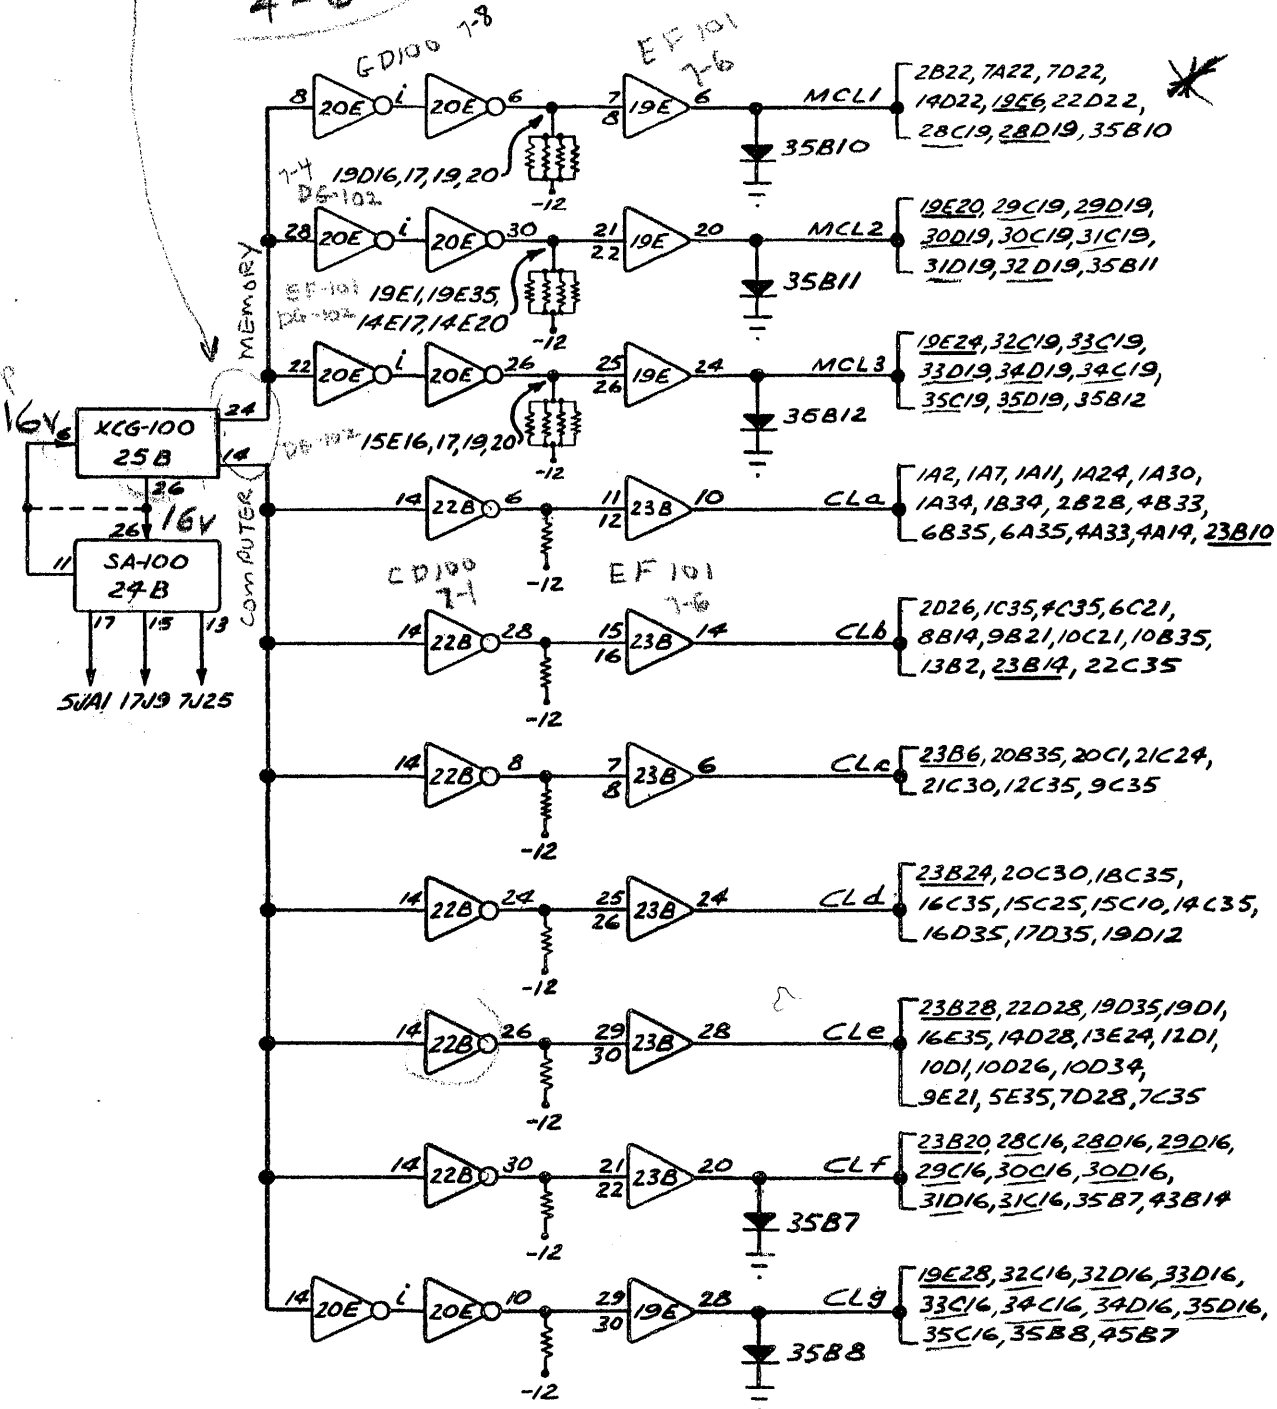 GD100 7-8
EF 101
7-6
8 20E i 20E 6 7 8 19E 6 MCL1
2B22, 7A22, 7D22,
14D22, 19E6, 22D22,
28C19, 28D19, 35B10
35B10
19D16,17,19,20
-12
7-4
DG-102
28 20E i 20E 30 21 22 19E 20 MCL2
19E20, 29C19, 29D19,
30D19, 30C19, 31C19,
31D19, 32D19, 35B11
35B11
EF-101
DG-102
19E1, 19E35,
14E17, 14E20
-12
MEMORY
22 20E i 20E 26 25 26 19E 24 MCL3
19E24, 32C19, 33C19,
33D19, 34D19, 34C19,
35C19, 35D19, 35B12
35B12
DG-102
15E16,17,19,20
-12
16V
6 XCG-100 24
25B 14
26
16V
26
11 SA-100
24B
17 15 13
5JA1 17J9 7J25
COMPUTER
14 22B 6 11 12 23B 10 CLa
1A2, 1A7, 1A11, 1A24, 1A30,
1A34, 1B34, 2B28, 4B33,
6B35, 6A35, 4A33, 4A14, 23B10
-12
CD100
7-1
EF 101
7-6
14 22B 28 15 16 23B 14 CLb
2D26, 1C35, 4C35, 6C21,
8B14, 9B21, 10C21, 10B35,
13B2, 23B14, 22C35
-12
14 22B 8 7 8 23B 6 CLc
23B6, 20B35, 20C1, 21C24,
21C30, 12C35, 9C35
-12
14 22B 24 25 26 23B 24 CLd
23B24, 20C30, 18C35,
16C35, 15C25, 15C10, 14C35,
16D35, 17D35, 19D12
-12
14 22B 26 29 30 23B 28 CLe
23B28, 22D28, 19D35, 19D1,
16E35, 14D28, 13E24, 12D1,
10D1, 10D26, 10D34,
9E21, 5E35, 7D28, 7C35
-12
14 22B 30 21 22 23B 20 CLf
23B20, 28C16, 28D16, 29D16,
29C16, 30C16, 30D16,
31D16, 31C16, 35B7, 43B14
35B7
-12
14 20E i 20E 10 29 30 19E 28 CLg
19E28, 32C16, 32D16, 33D16,
33C16, 34C16, 34D16, 35D16,
35C16, 35B8, 45B7
35B8
-12